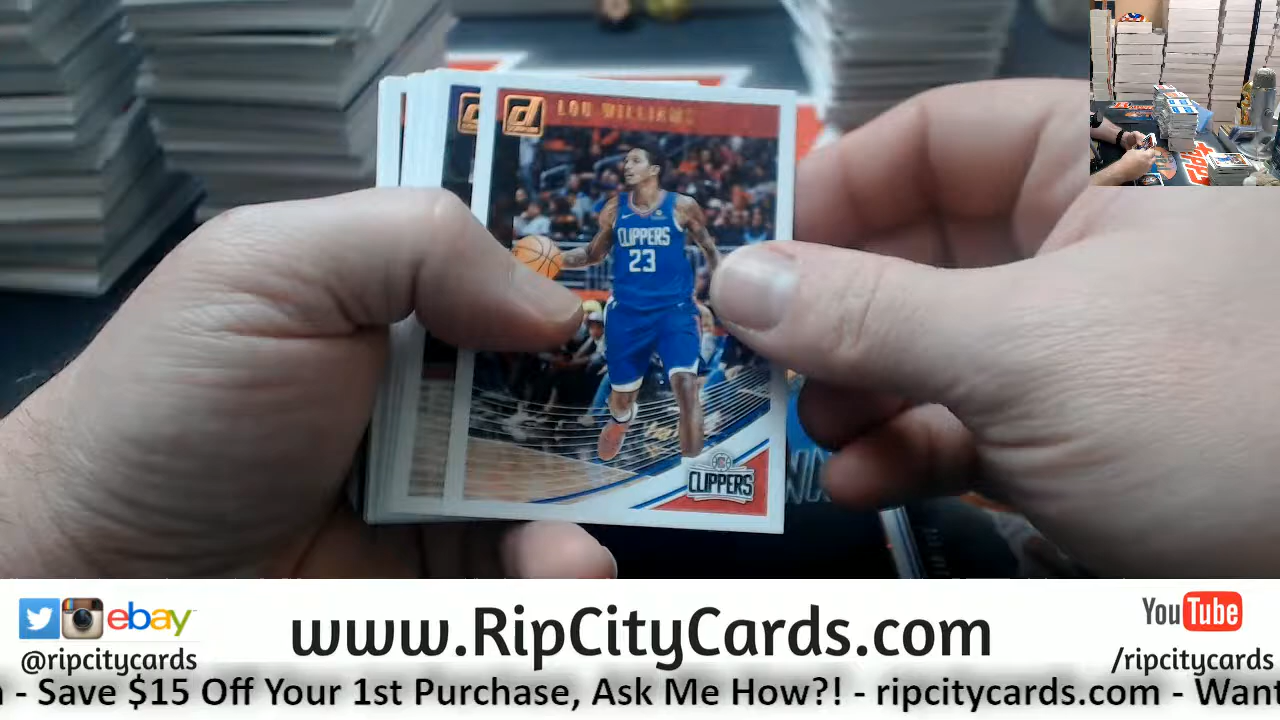 LOU WILLIAMS
CLIPPERS
23
CLIPPERS
ebay
www.RipCityCards.com
YouTube
@ripcitycards
/ripcitycards
- Save $15 Off Your 1st Purchase, Ask Me How?! - ripcitycards.com - Want